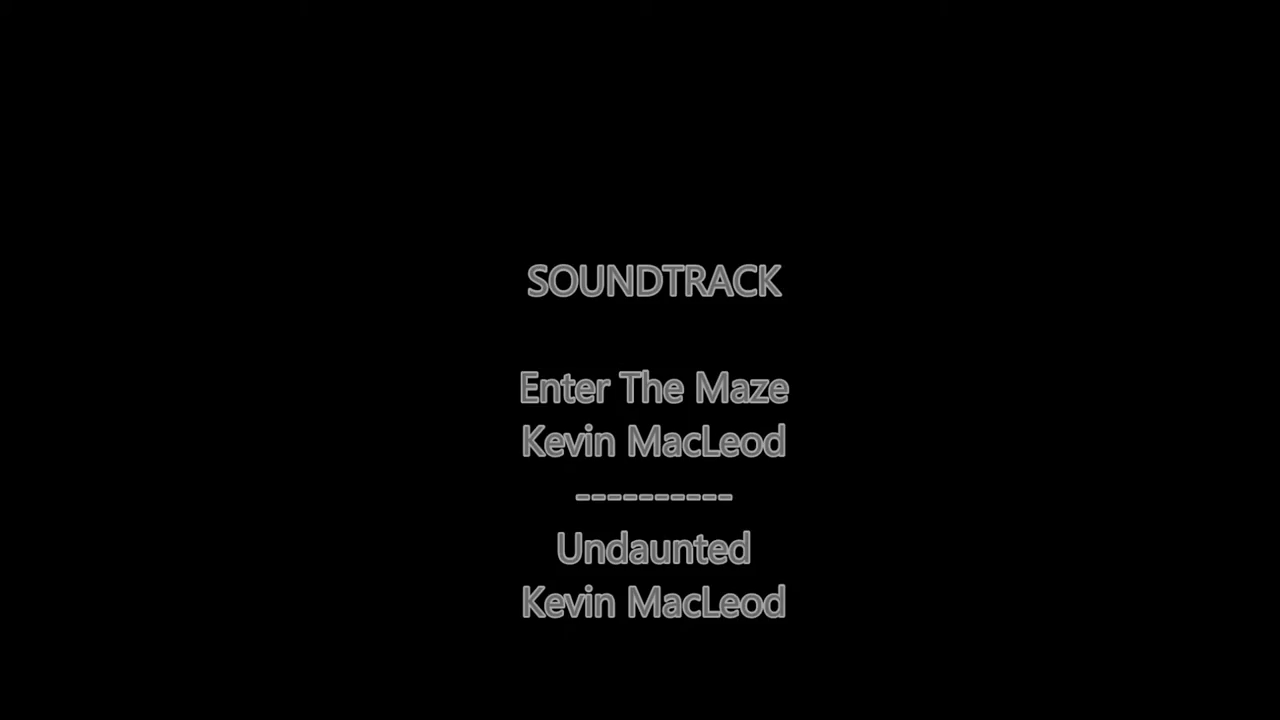 SOUNDTRACK
Enter The Maze
Kevin MacLeod
----------
Undaunted
Kevin MacLeod